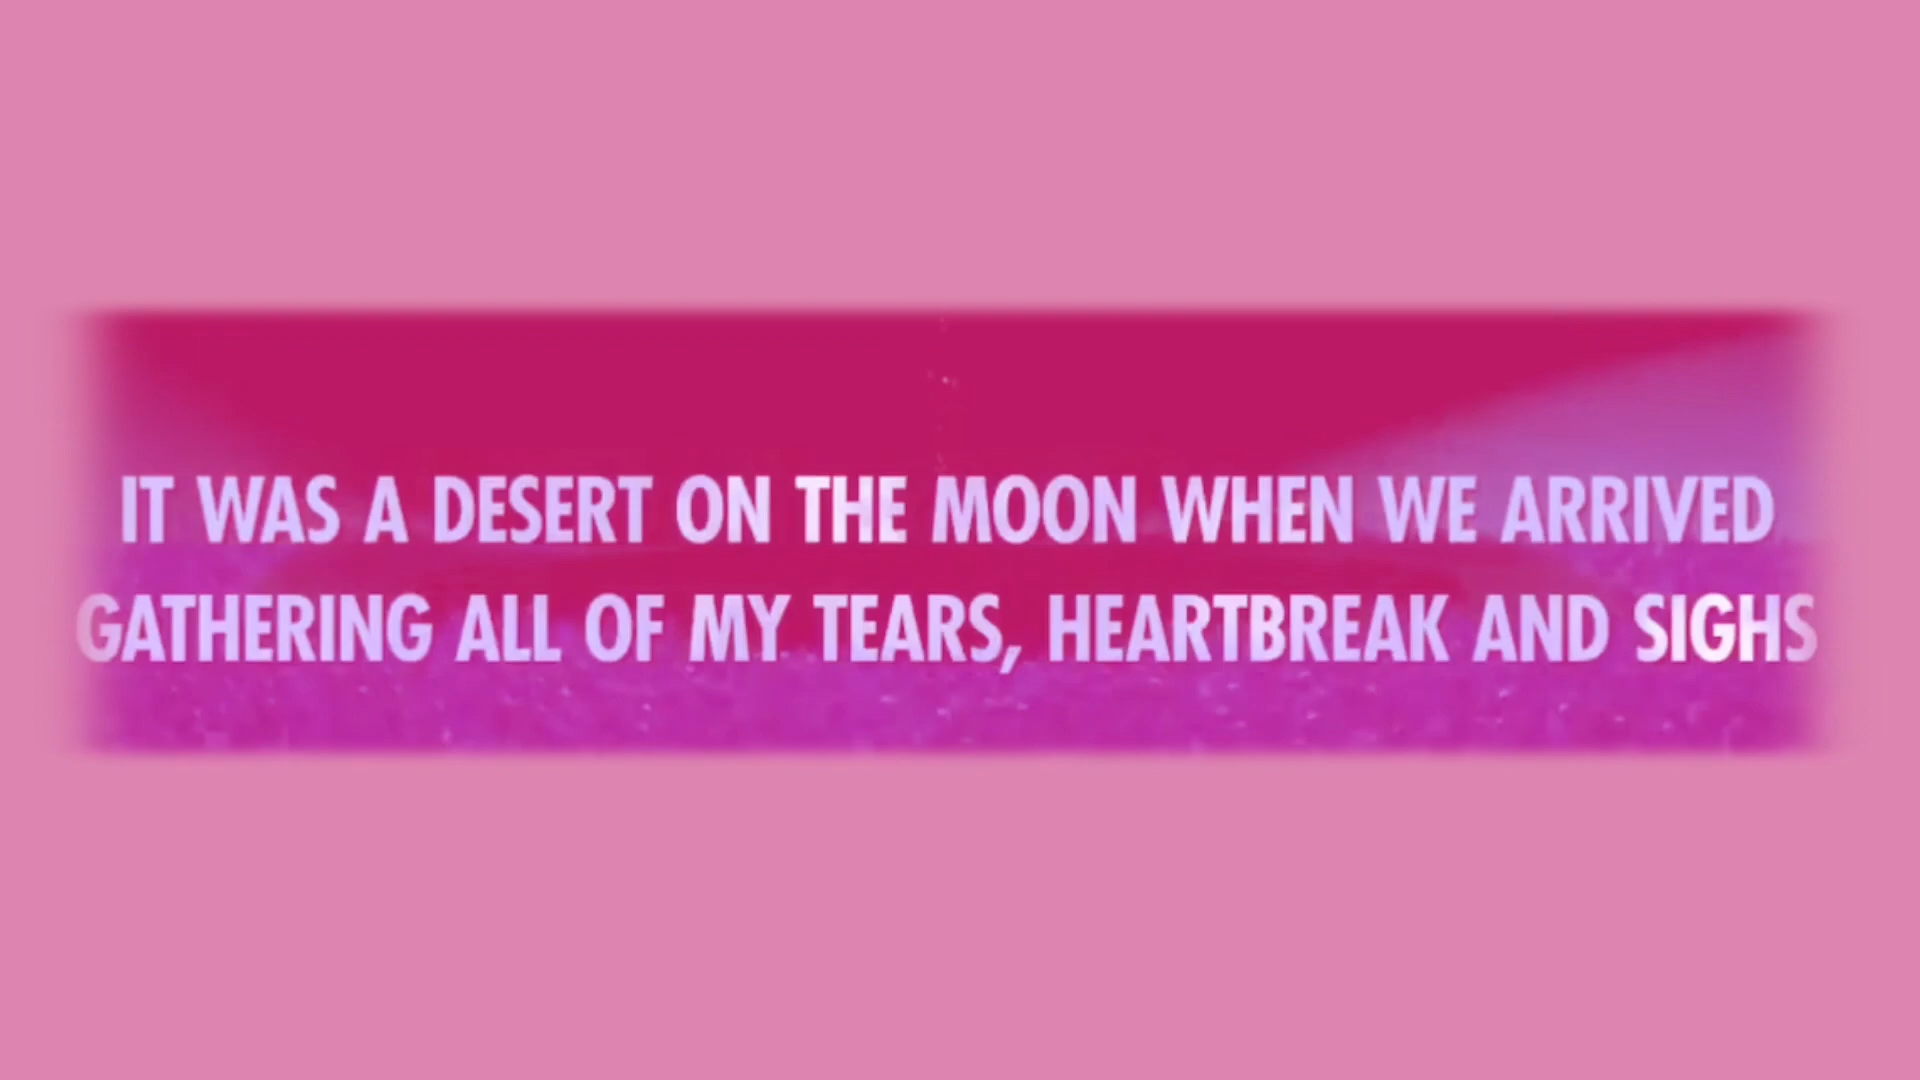 IT WAS A DESERT ON THE MOON WHEN WE ARRIVED
GATHERING ALL OF MY TEARS, HEARTBREAK AND SIGHS